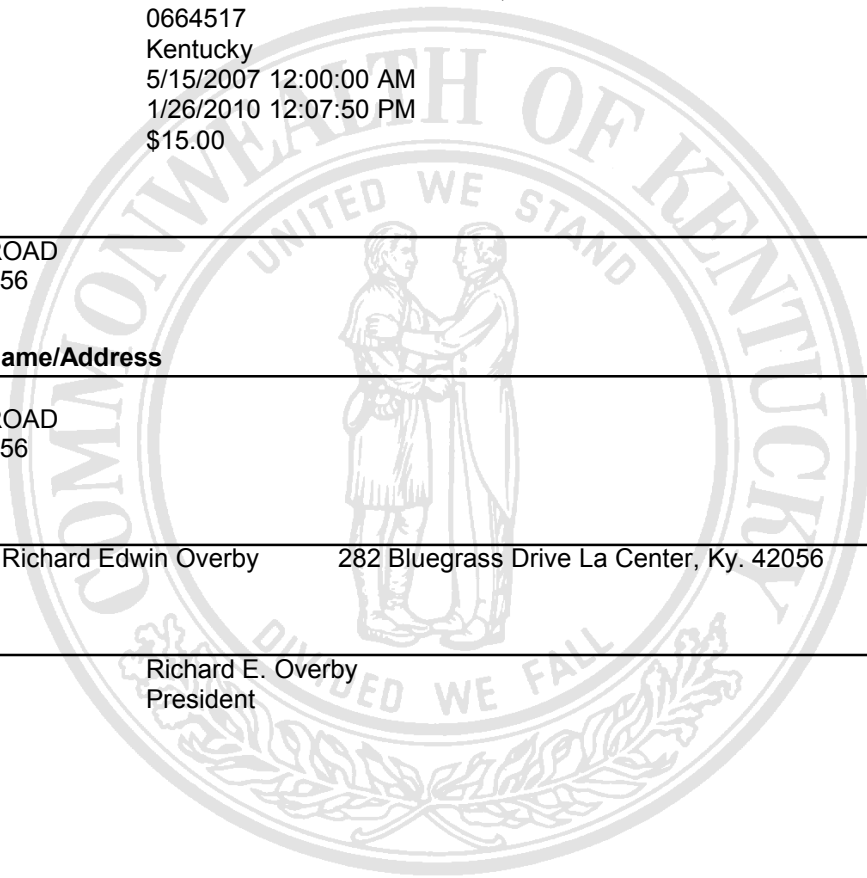 0664517
Kentucky
5/15/2007 12:00:00 AM
1/26/2010 12:07:50 PM
$15.00
COMMONWEALTH OF KENTUCKY
UNITED WE STAND
OAD
56
ame/Address
OAD
56
Richard Edwin Overby 282 Bluegrass Drive La Center, Ky. 42056
DIVIDED WE FALL
Richard E. Overby
President